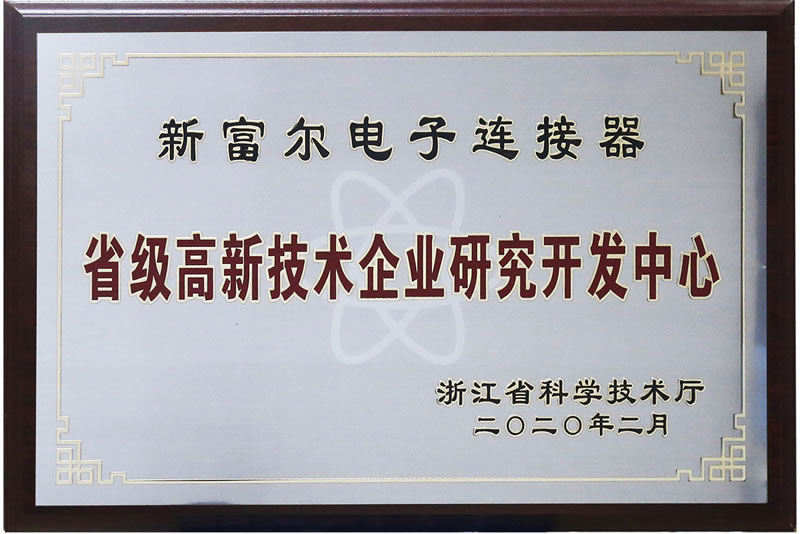 新富尔电子连接器
省级高新技术企业研究开发中心
浙江省科学技术厅
二〇二〇年二月